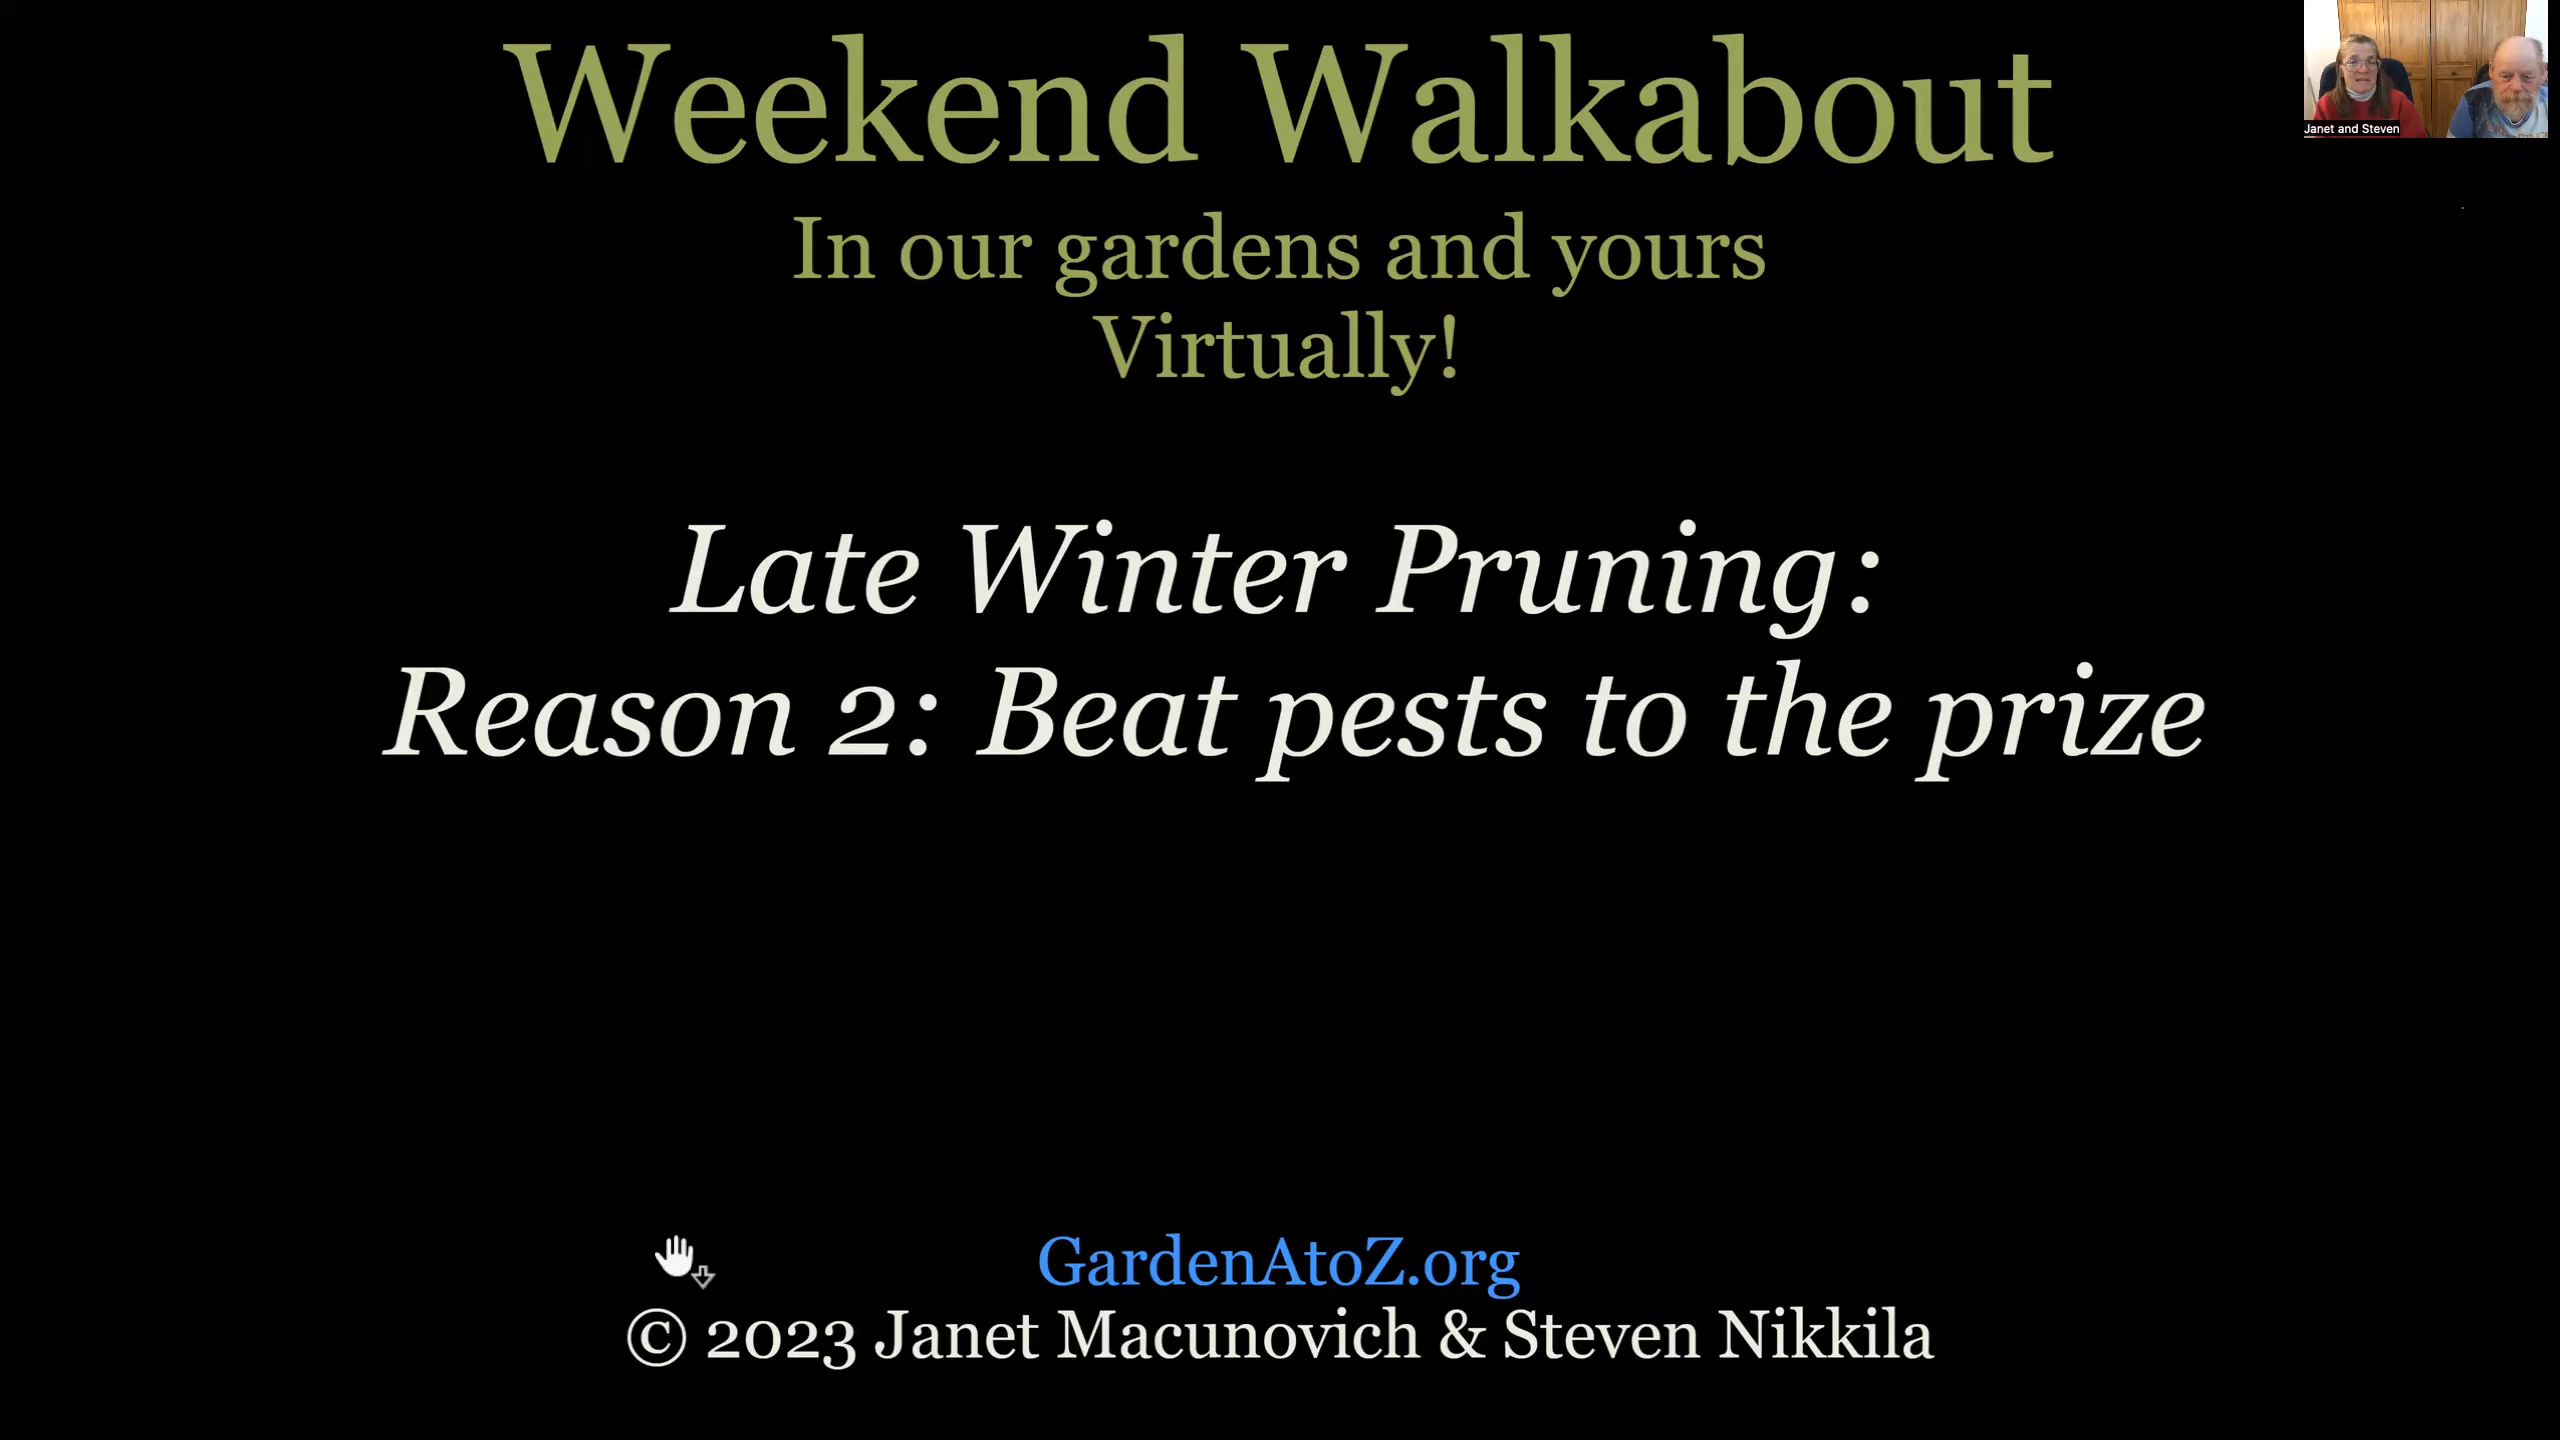 Weekend Walkabout
In our gardens and yours
Virtually!
Janet and Steven
Late Winter Pruning:
Reason 2: Beat pests to the prize
GardenAtoZ.org
© 2023 Janet Macunovich & Steven Nikkila